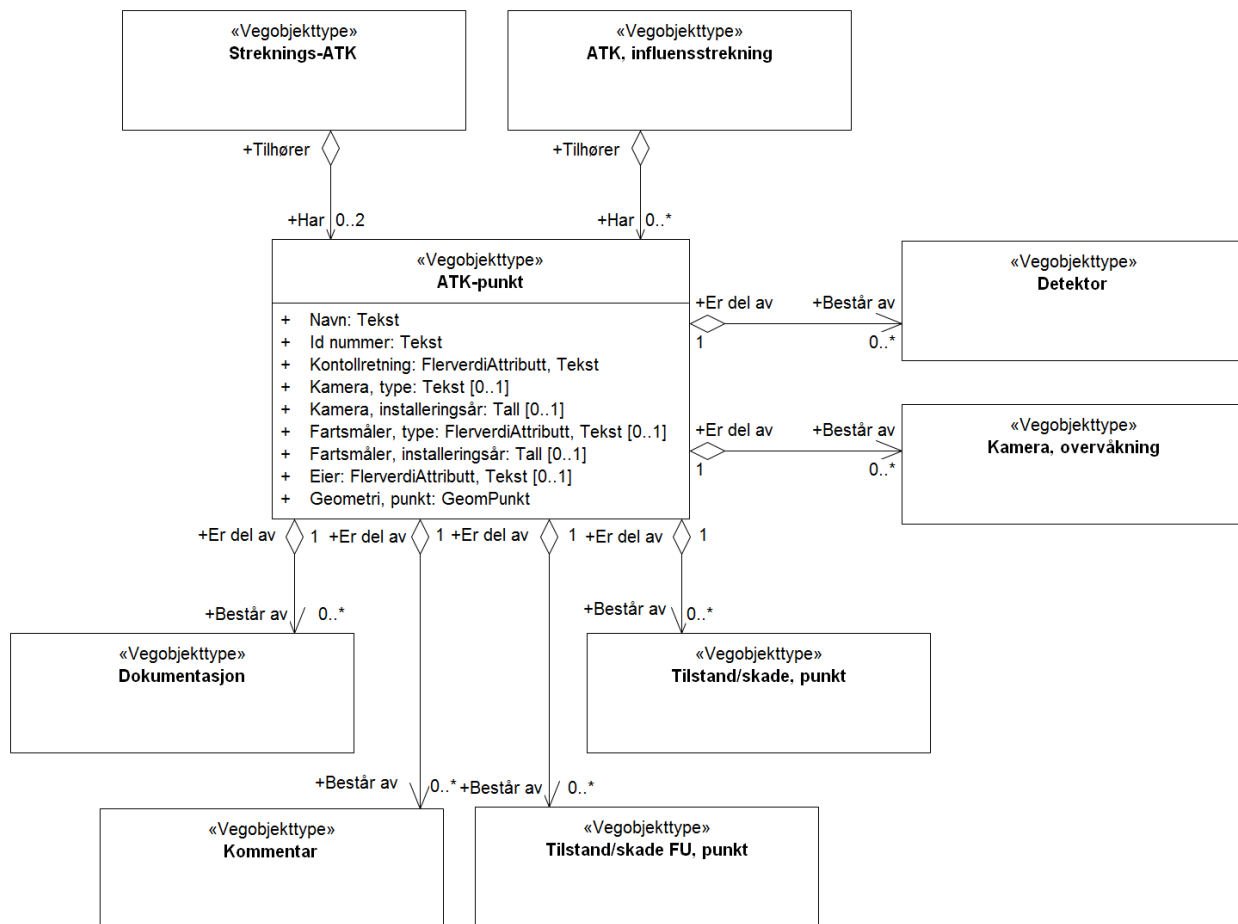 «Vegobjekttype»
Streknings-ATK
«Vegobjekttype»
ATK, influensstrekning
+Tilhører
+Tilhører
+Har 0..2
+Har 0..*
«Vegobjekttype»
ATK-punkt
+ Navn: Tekst
+ Id nummer: Tekst
+ Kontollretning: FlerverdiAttributt, Tekst
+ Kamera, type: Tekst [0..1]
+ Kamera, installeringsår: Tall [0..1]
+ Fartsmåler, type: FlerverdiAttributt, Tekst [0..1]
+ Fartsmåler, installeringsår: Tall [0..1]
+ Eier: FlerverdiAttributt, Tekst [0..1]
+ Geometri, punkt: GeomPunkt
+Er del av
1
+Består av
0..*
«Vegobjekttype»
Detektor
+Er del av
1
+Består av
0..*
«Vegobjekttype»
Kamera, overvåkning
+Er del av 1
+Er del av 1
+Er del av 1
+Er del av 1
+Består av 0..*
+Består av 0..*
«Vegobjekttype»
Dokumentasjon
«Vegobjekttype»
Tilstand/skade, punkt
+Består av 0..*
+Består av 0..*
«Vegobjekttype»
Kommentar
«Vegobjekttype»
Tilstand/skade FU, punkt